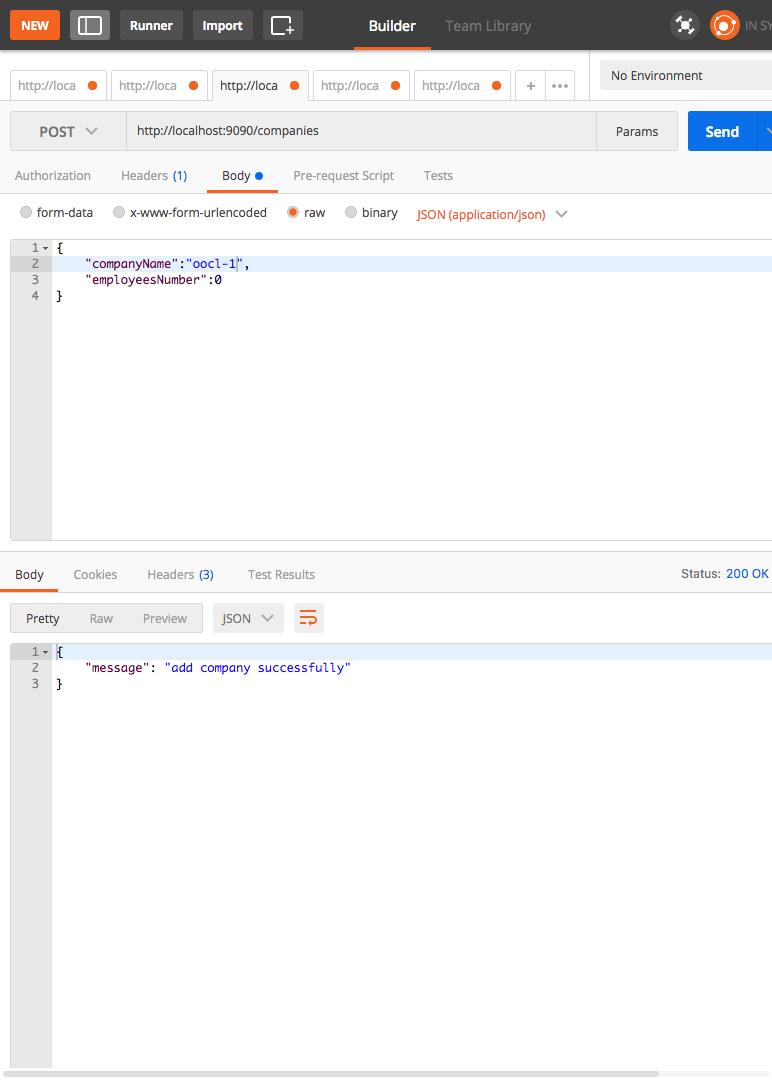 NEW Runner Import Builder Team Library IN SY
http://loca http://loca http://loca http://loca http://loca + ••• No Environment
POST http://localhost:9090/companies Params Send
Authorization Headers (1) Body Pre-request Script Tests
form-data x-www-form-urlencoded raw binary JSON (application/json)
1 {
2 "companyName":"oocl-1",
3 "employeesNumber":0
4 }
Body Cookies Headers (3) Test Results Status: 200 OK
Pretty Raw Preview JSON
1 {
2 "message": "add company successfully"
3 }